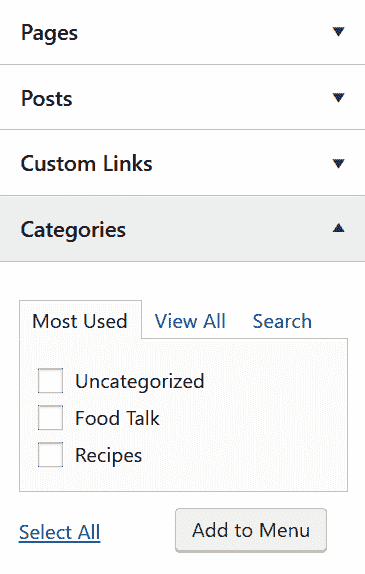 Pages
Posts
Custom Links
Categories
Most Used View All Search
Uncategorized
Food Talk
Recipes
Select All Add to Menu